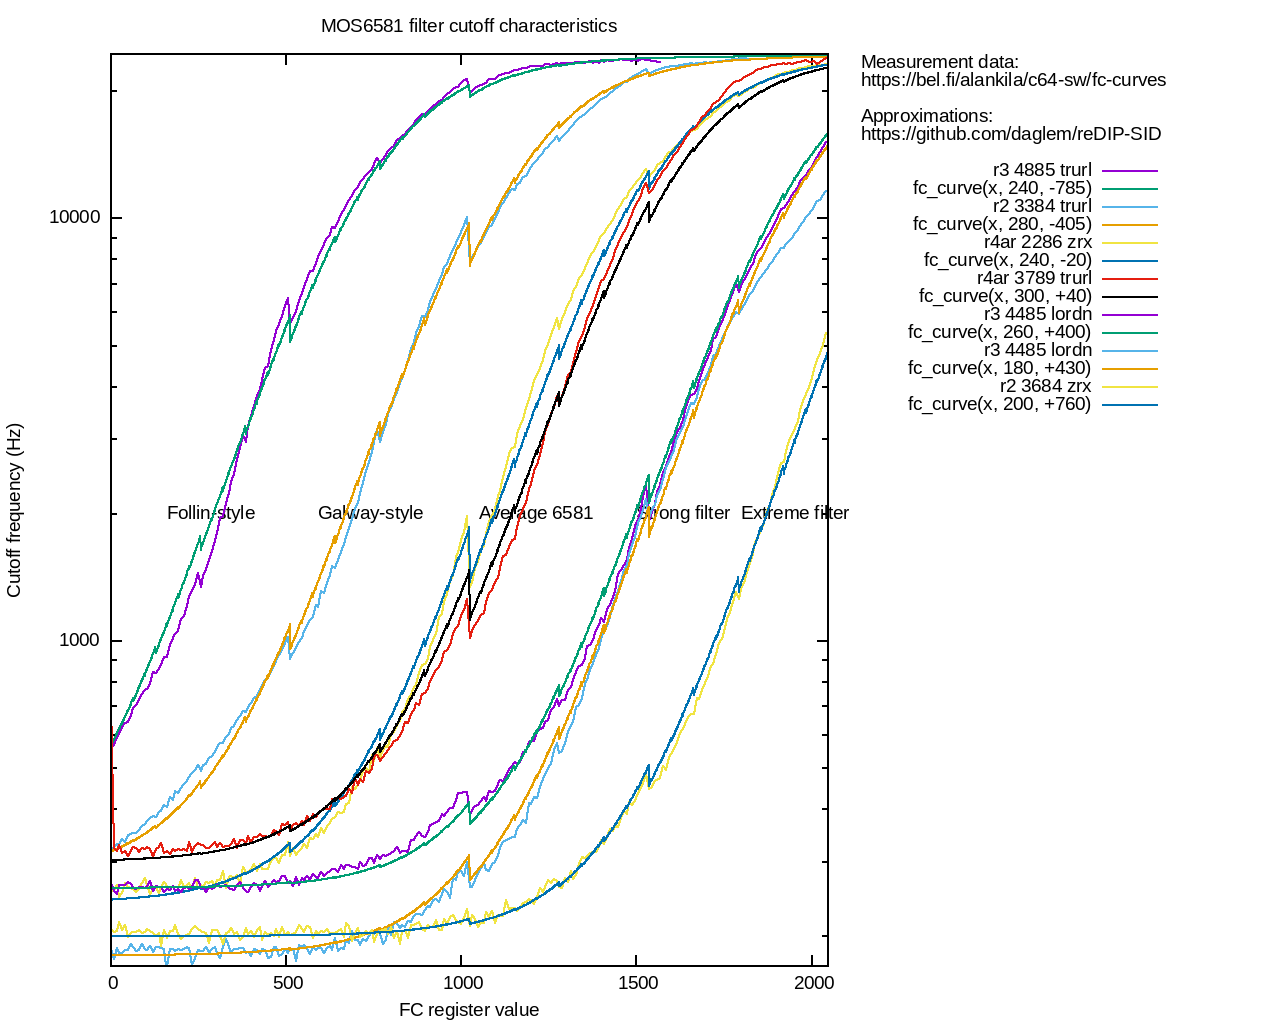 MOS6581 filter cutoff characteristics
Measurement data:
https://bel.fi/alankila/c64-sw/fc-curves
Approximations:
https://github.com/daglem/reDIP-SID
r3 4885 trurl
fc_curve(x, 240, -785)
r2 3384 trurl
fc_curve(x, 280, -405)
r4ar 2286 zrx
fc_curve(x, 240, -20)
r4ar 3789 trurl
fc_curve(x, 300, +40)
r3 4485 lordn
fc_curve(x, 260, +400)
r3 4485 lordn
fc_curve(x, 180, +430)
r2 3684 zrx
fc_curve(x, 200, +760)
10000
1000
Cutoff frequency (Hz)
Follin-style
Galway-style
Average 6581
Strong filter
Extreme filter
0
500
1000
1500
2000
FC register value